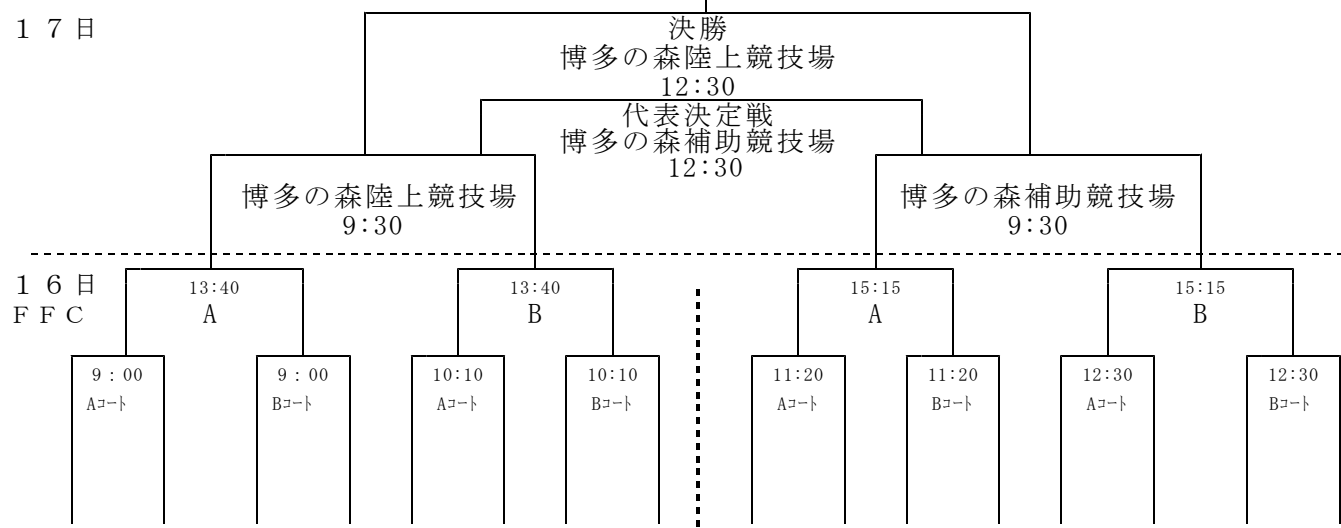 １７日
決勝
博多の森陸上競技場
12:30
代表決定戦
博多の森補助競技場
12:30
博多の森陸上競技場
9:30
博多の森補助競技場
9:30
１６日
ＦＦＣ
13:40
A
13:40
B
15:15
A
15:15
B
9：00
Aｺｰﾄ
9：00
Bｺｰﾄ
10:10
Aｺｰﾄ
10:10
Bｺｰﾄ
11:20
Aｺｰﾄ
11:20
Bｺｰﾄ
12:30
Aｺｰﾄ
12:30
Bｺｰﾄ